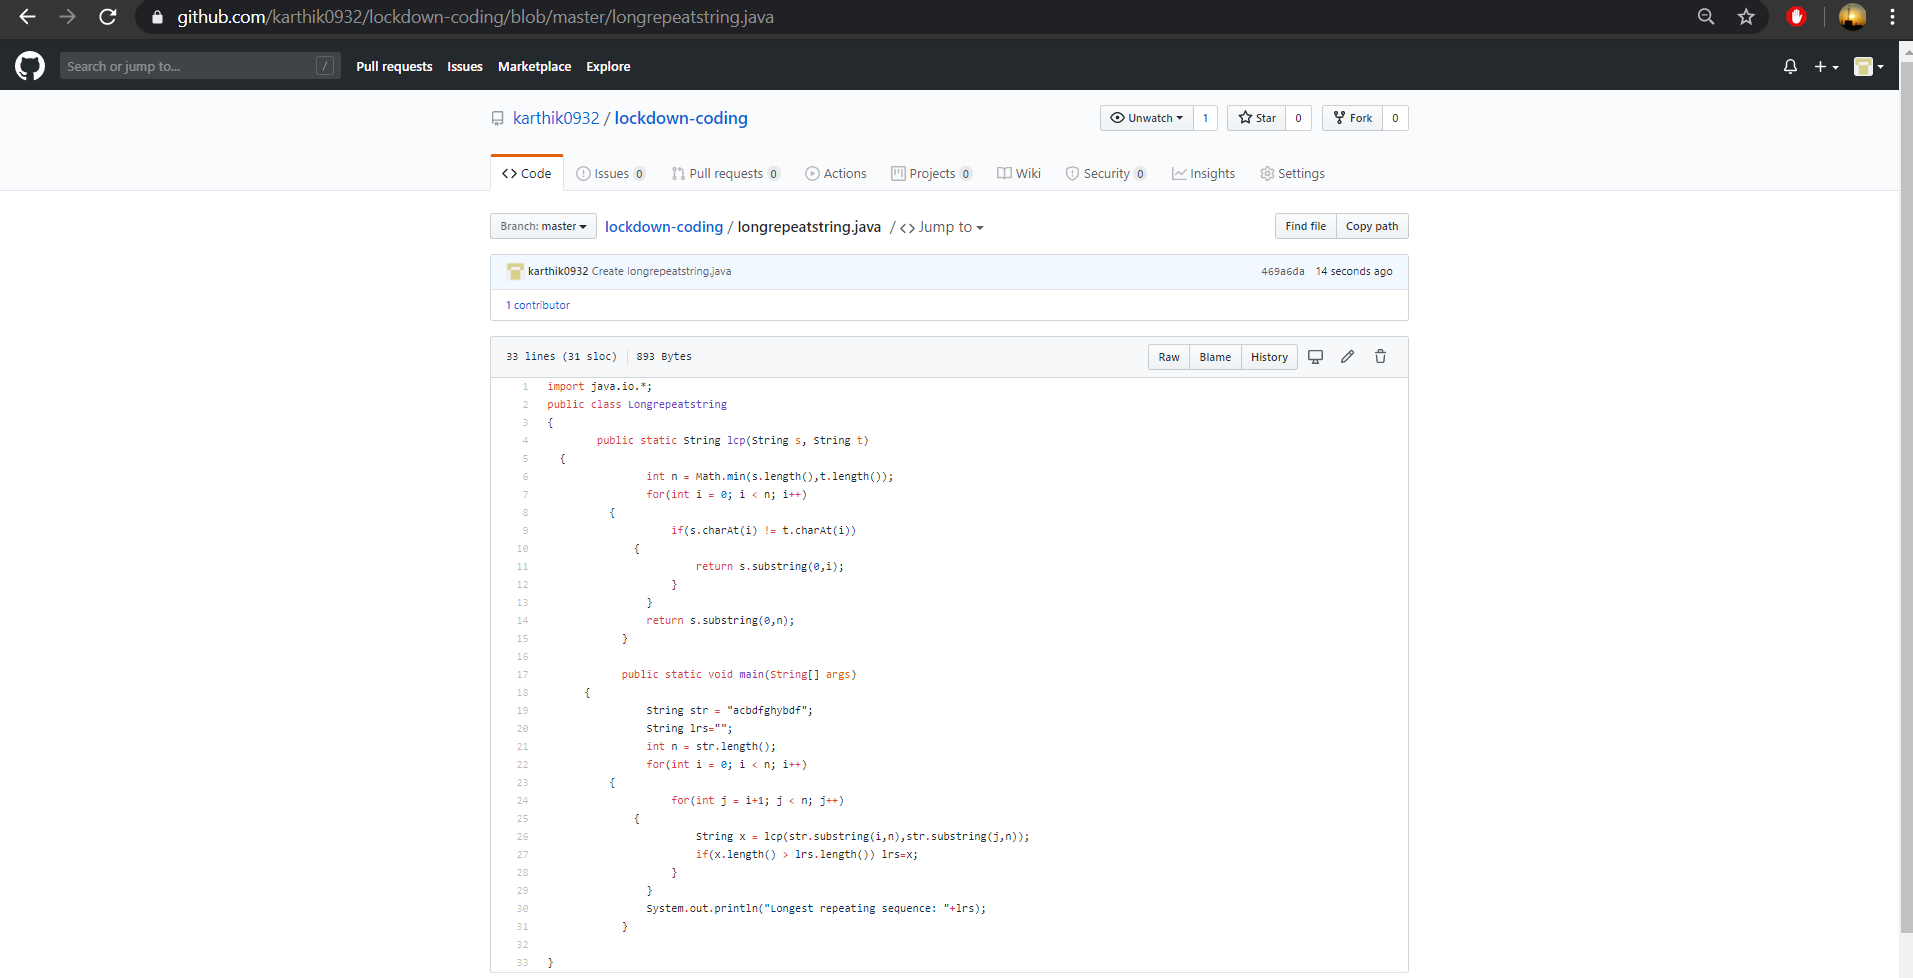 github.com/karthik0932/lockdown-coding/blob/master/longrepeatstring.java
Search or jump to... / Pull requests Issues Marketplace Explore
karthik0932 / lockdown-coding Unwatch 1 Star 0 Fork 0
Code Issues 0 Pull requests 0 Actions Projects 0 Wiki Security 0 Insights Settings
Branch: master lockdown-coding / longrepeatstring.java / Jump to Find file Copy path
karthik0932 Create longrepeatstring.java 469a6da 14 seconds ago
1 contributor
33 lines (31 sloc) 893 Bytes Raw Blame History
1 import java.io.*;
2 public class Longrepeatstring
3 {
4 public static String lcp(String s, String t)
5 {
6 int n = Math.min(s.length(),t.length());
7 for(int i = 0; i < n; i++)
8 {
9 if(s.charAt(i) != t.charAt(i))
10 {
11 return s.substring(0,i);
12 }
13 }
14 return s.substring(0,n);
15 }
16
17 public static void main(String[] args)
18 {
19 String str = "acbdfghybdf";
20 String lrs="";
21 int n = str.length();
22 for(int i = 0; i < n; i++)
23 {
24 for(int j = i+1; j < n; j++)
25 {
26 String x = lcp(str.substring(i,n),str.substring(j,n));
27 if(x.length() > lrs.length()) lrs=x;
28 }
29 }
30 System.out.println("Longest repeating sequence: "+lrs);
31 }
32
33 }